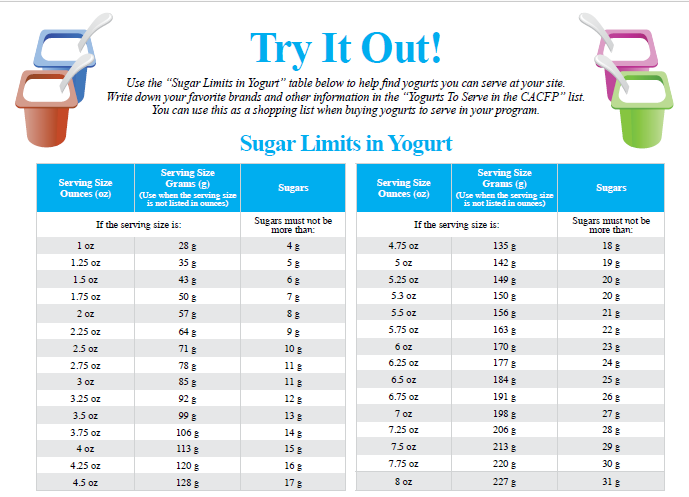 Try It Out!
Use the “Sugar Limits in Yogurt” table below to help find yogurts you can serve at your site.
Write down your favorite brands and other information in the “Yogurts To Serve in the CACFP” list.
You can use this as a shopping list when buying yogurts to serve in your program.
Sugar Limits in Yogurt
Serving Size
Ounces (oz)
Serving Size
Grams (g)
(Use when the serving size
is not listed in ounces)
Sugars
If the serving size is:
Sugars must not be
more than:
1 oz 28 g 4 g
1.25 oz 35 g 5 g
1.5 oz 43 g 6 g
1.75 oz 50 g 7 g
2 oz 57 g 8 g
2.25 oz 64 g 9 g
2.5 oz 71 g 10 g
2.75 oz 78 g 11 g
3 oz 85 g 11 g
3.25 oz 92 g 12 g
3.5 oz 99 g 13 g
3.75 oz 106 g 14 g
4 oz 113 g 15 g
4.25 oz 120 g 16 g
4.5 oz 128 g 17 g
Serving Size
Ounces (oz)
Serving Size
Grams (g)
(Use when the serving size
is not listed in ounces)
Sugars
If the serving size is:
Sugars must not be
more than:
4.75 oz 135 g 18 g
5 oz 142 g 19 g
5.25 oz 149 g 20 g
5.3 oz 150 g 20 g
5.5 oz 156 g 21 g
5.75 oz 163 g 22 g
6 oz 170 g 23 g
6.25 oz 177 g 24 g
6.5 oz 184 g 25 g
6.75 oz 191 g 26 g
7 oz 198 g 27 g
7.25 oz 206 g 28 g
7.5 oz 213 g 29 g
7.75 oz 220 g 30 g
8 oz 227 g 31 g